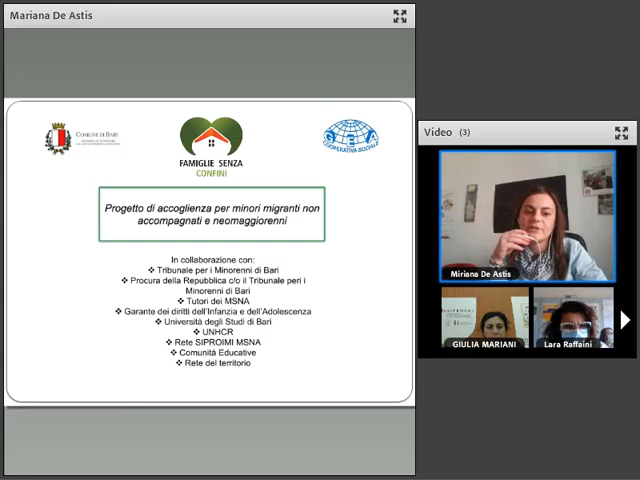 Mariana De Astis
COMUNE DI BARI
FAMIGLIE SENZA
CONFINI
GEA
COOPERATIVA SOCIALE
Progetto di accoglienza per minori migranti non
accompagnati e neomaggiorenni
In collaborazione con:
❖ Tribunale per i Minorenni di Bari
❖ Procura della Repubblica c/o il Tribunale peri i
Minorenni di Bari
❖ Tutori dei MSNA
❖ Garante dei diritti dell'Infanzia e dell'Adolescenza
❖ Università degli Studi di Bari
❖ UNHCR
❖ Rete SIPROIMI MSNA
❖ Comunità Educative
❖ Rete del territorio
Video (3)
Miriana De Astis
GIULIA MARIANI
Lara Raffaini